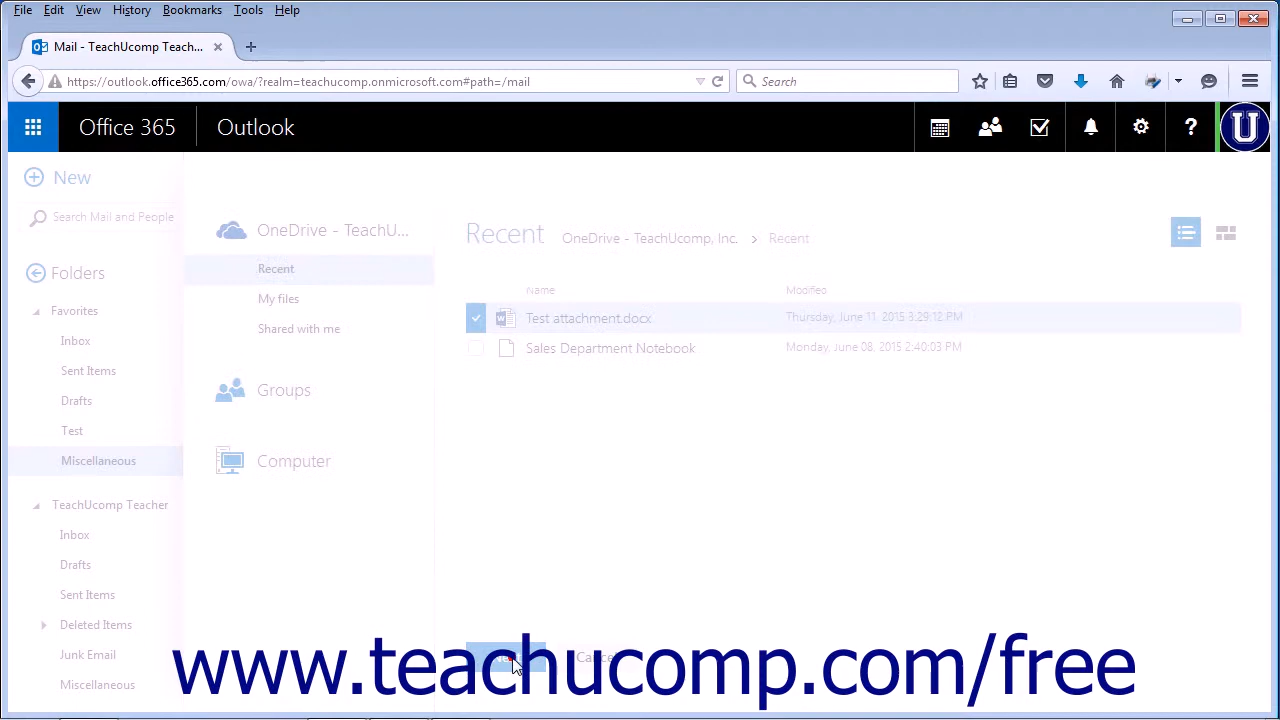 File Edit View History Bookmarks Tools Help
Mail - TeachUcomp Teach...
https://outlook.office365.com/owa/?realm=teachucomp.onmicrosoft.com#path=/mail
Search
Office 365 Outlook
U
New
Search Mail and People
Folders
Favorites
Inbox
Sent Items
Drafts
Test
Miscellaneous
TeachUcomp Teacher
Inbox
Drafts
Sent Items
Deleted Items
Junk Email
Miscellaneous
OneDrive - TeachU...
Recent
My files
Shared with me
Groups
Computer
Recent OneDrive - TeachUcomp, Inc. > Recent
Name Modified
Test attachment.docx Thursday, June 11, 2015 3:29:12 PM
Sales Department Notebook Monday, June 08, 2015 2:40:03 PM
www.teachucomp.com/free